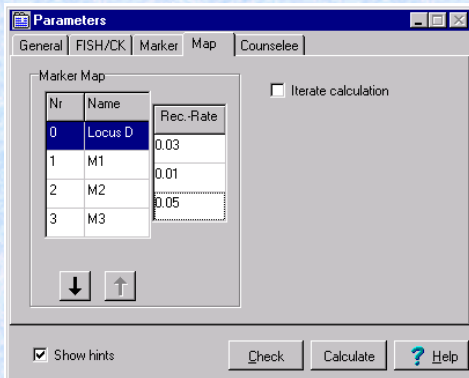 Parameters
General FISH/CK Marker Map Counselee
Marker Map
Iterate calculation
Nr Name
Rec.-Rate
0 Locus D
0.03
1 M1
0.01
2 M2
0.05
3 M3
Show hints
Check Calculate ? Help